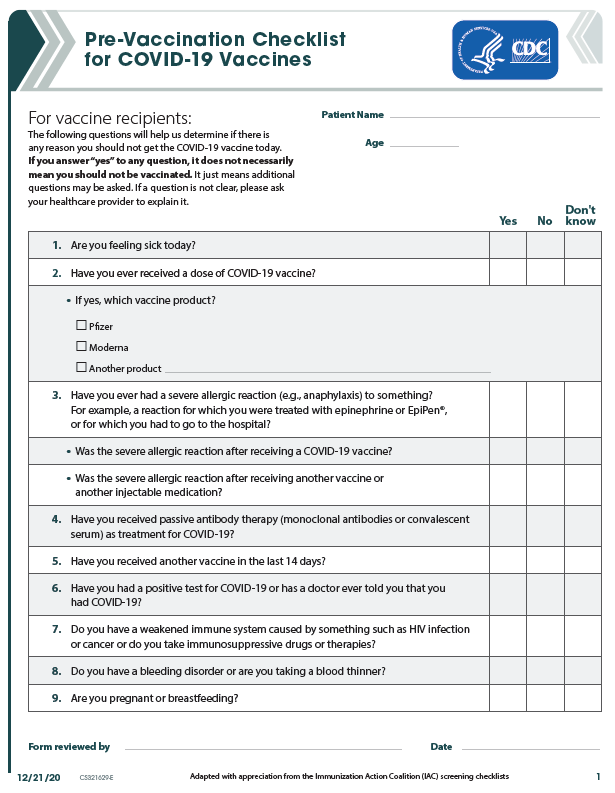 Pre-Vaccination Checklist
for COVID-19 Vaccines
CDC
For vaccine recipients:
The following questions will help us determine if there is
any reason you should not get the COVID-19 vaccine today.
If you answer “yes” to any question, it does not necessarily
mean you should not be vaccinated. It just means additional
questions may be asked. If a question is not clear, please ask
your healthcare provider to explain it.
Patient Name
Age
Yes No Don't
know
1. Are you feeling sick today?
2. Have you ever received a dose of COVID-19 vaccine?
• If yes, which vaccine product?
☐ Pfizer
☐ Moderna
☐ Another product
3. Have you ever had a severe allergic reaction (e.g., anaphylaxis) to something?
For example, a reaction for which you were treated with epinephrine or EpiPen®,
or for which you had to go to the hospital?
• Was the severe allergic reaction after receiving a COVID-19 vaccine?
• Was the severe allergic reaction after receiving another vaccine or
another injectable medication?
4. Have you received passive antibody therapy (monoclonal antibodies or convalescent
serum) as treatment for COVID-19?
5. Have you received another vaccine in the last 14 days?
6. Have you had a positive test for COVID-19 or has a doctor ever told you that you
had COVID-19?
7. Do you have a weakened immune system caused by something such as HIV infection
or cancer or do you take immunosuppressive drugs or therapies?
8. Do you have a bleeding disorder or are you taking a blood thinner?
9. Are you pregnant or breastfeeding?
Form reviewed by
Date
12/21/20 CS321629-E Adapted with appreciation from the Immunization Action Coalition (IAC) screening checklists 1